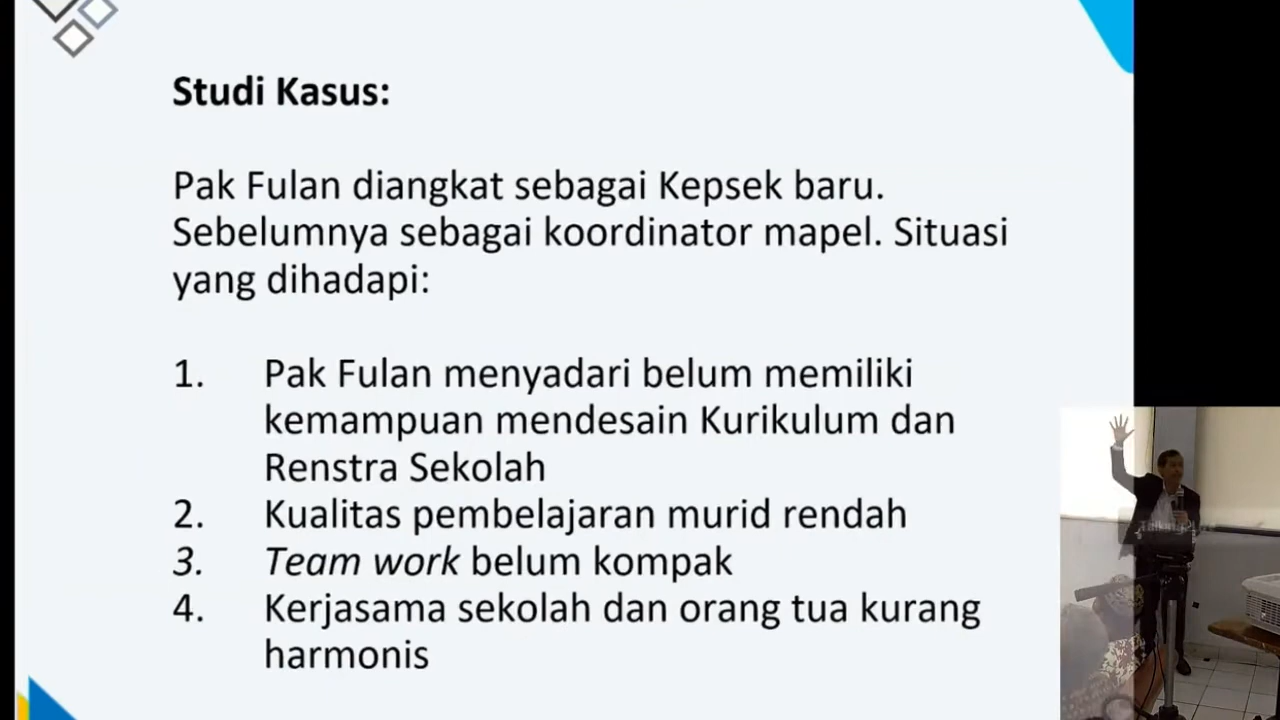 Studi Kasus:
Pak Fulan diangkat sebagai Kepsek baru.
Sebelumnya sebagai koordinator mapel. Situasi
yang dihadapi:
1. Pak Fulan menyadari belum memiliki
kemampuan mendesain Kurikulum dan
Renstra Sekolah
2. Kualitas pembelajaran murid rendah
3. Team work belum kompak
4. Kerjasama sekolah dan orang tua kurang
harmonis